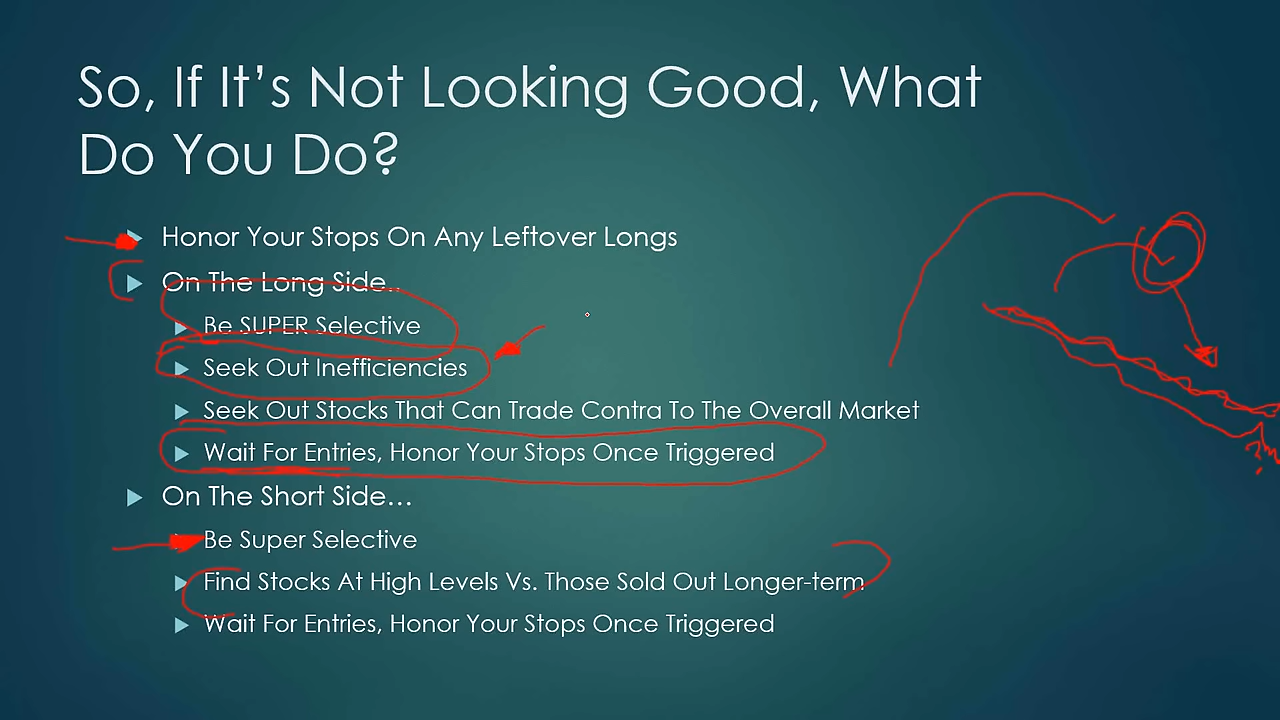 So, If It's Not Looking Good, What
Do You Do?
Honor Your Stops On Any Leftover Longs
On The Long Side..
Be SUPER Selective
Seek Out Inefficiencies
Seek Out Stocks That Can Trade Contra To The Overall Market
Wait For Entries, Honor Your Stops Once Triggered
On The Short Side...
Be Super Selective
Find Stocks At High Levels Vs. Those Sold Out Longer-term.
Wait For Entries, Honor Your Stops Once Triggered
?